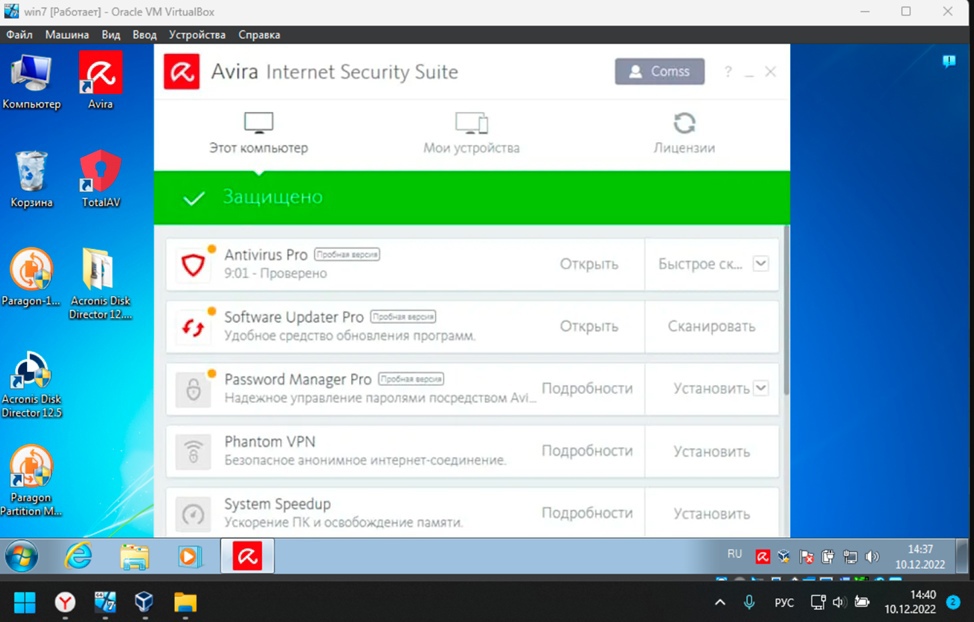 win7 [Работает] - Oracle VM VirtualBox
Файл Машина Вид Ввод Устройства Справка
Компьютер
Avira
Корзина
TotalAV
Paragon-1...
Acronis Disk
Director 12....
Acronis Disk
Director 12.5
Paragon
Partition M...
Avira Internet Security Suite
Comss
?
Этот компьютер
Мои устройства
Лицензии
Защищено
Antivirus Pro Пробная версия
9:01 - Проверено
Открыть
Быстрое ск...
Software Updater Pro Пробная версия
Удобное средство обновления программ.
Открыть
Сканировать
Password Manager Pro Пробная версия
Надежное управление паролями посредством Avi...
Подробности
Установить
Phantom VPN
Безопасное анонимное интернет-соединение.
Подробности
Установить
System Speedup
Ускорение ПК и освобождение памяти.
Подробности
Установить
RU
14:37
10.12.2022
РУС
14:40
10.12.2022
2